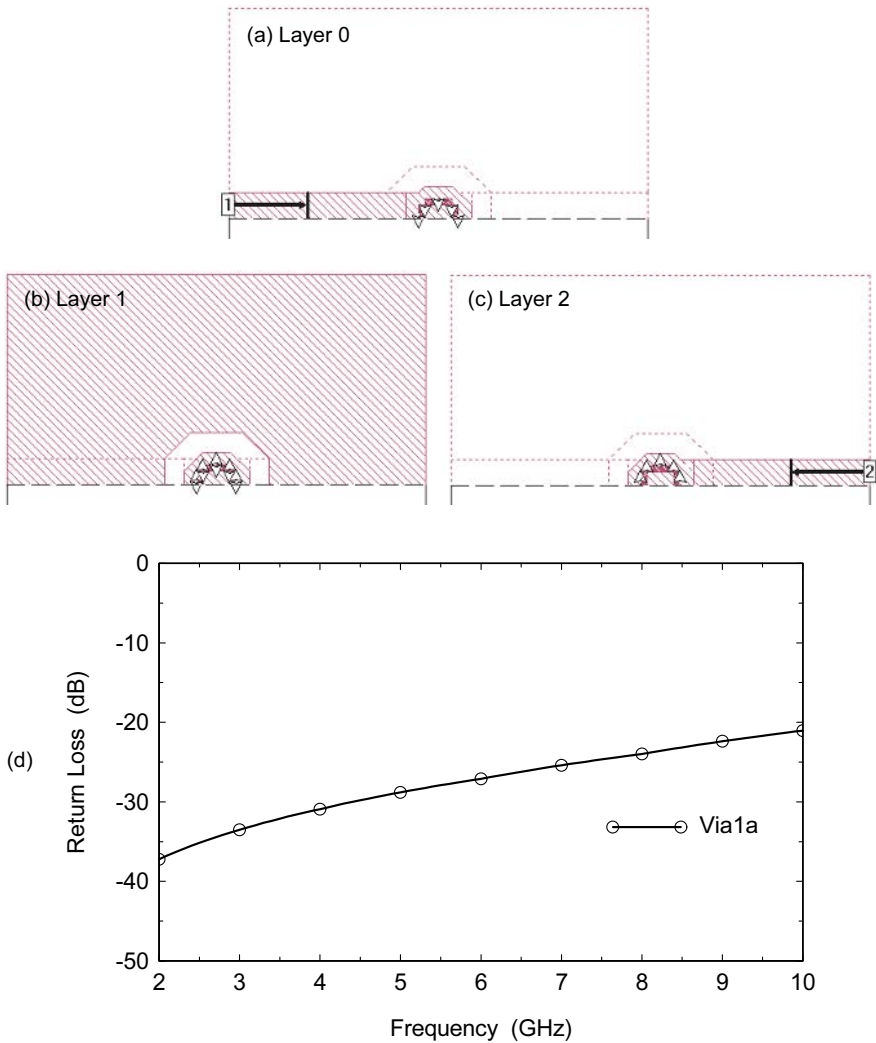 (a) Layer 0
1
(b) Layer 1
(c) Layer 2
2
(d)
Return Loss (dB)
0
-10
-20
-30
-40
-50
Via1a
2 3 4 5 6 7 8 9 10
Frequency (GHz)